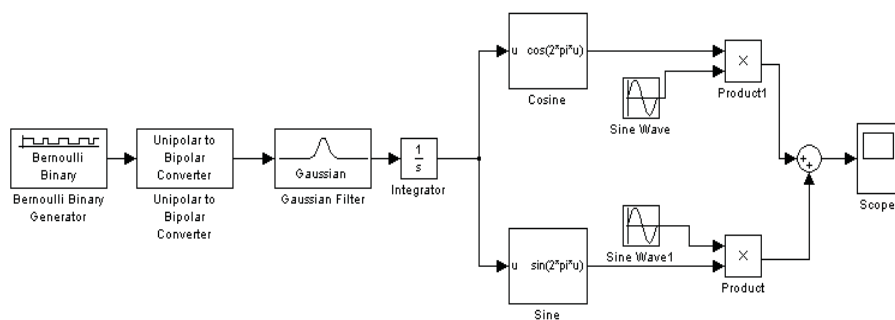 u cos(2*pi*u)
Cosine
Sine Wave
Product1
Bernoulli
Binary
Bernoulli Binary
Generator
Unipolar to
Bipolar
Converter
Unipolar to
Bipolar
Converter
Gaussian
Gaussian Filter
1
s
Integrator
Scope
Sine Wave1
Product
u sin(2*pi*u)
Sine